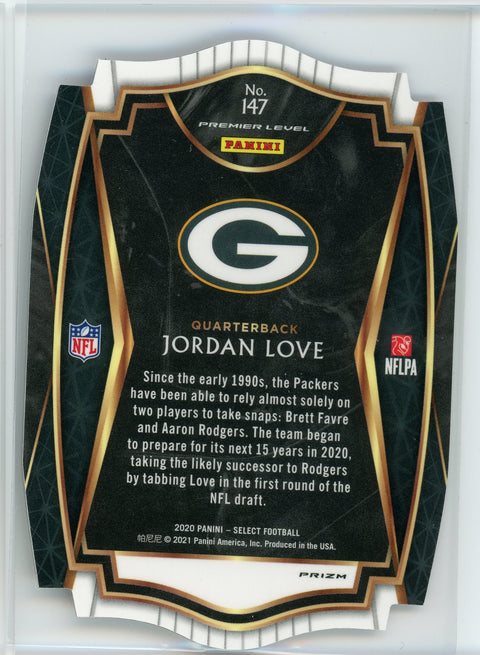 No.
147
PREMIER LEVEL
PANINI
G
QUARTERBACK
JORDAN LOVE
NFL
NFLPA
Since the early 1990s, the Packers
have been able to rely almost solely on
two players to take snaps: Brett Favre
and Aaron Rodgers. The team began
to prepare for its next 15 years in 2020,
taking the likely successor to Rodgers
by tabbing Love in the first round of the
NFL draft.
2020 PANINI – SELECT FOOTBALL
帕尼尼 © 2021 Panini America, Inc. Produced in the USA.
PRIZM